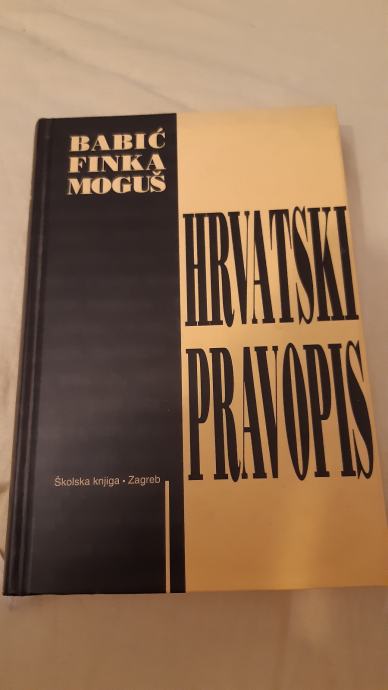 BABIĆ
FINKA
MOGUŠ
HRVATSKI
PRAVOPIS
Školska knjiga • Zagreb